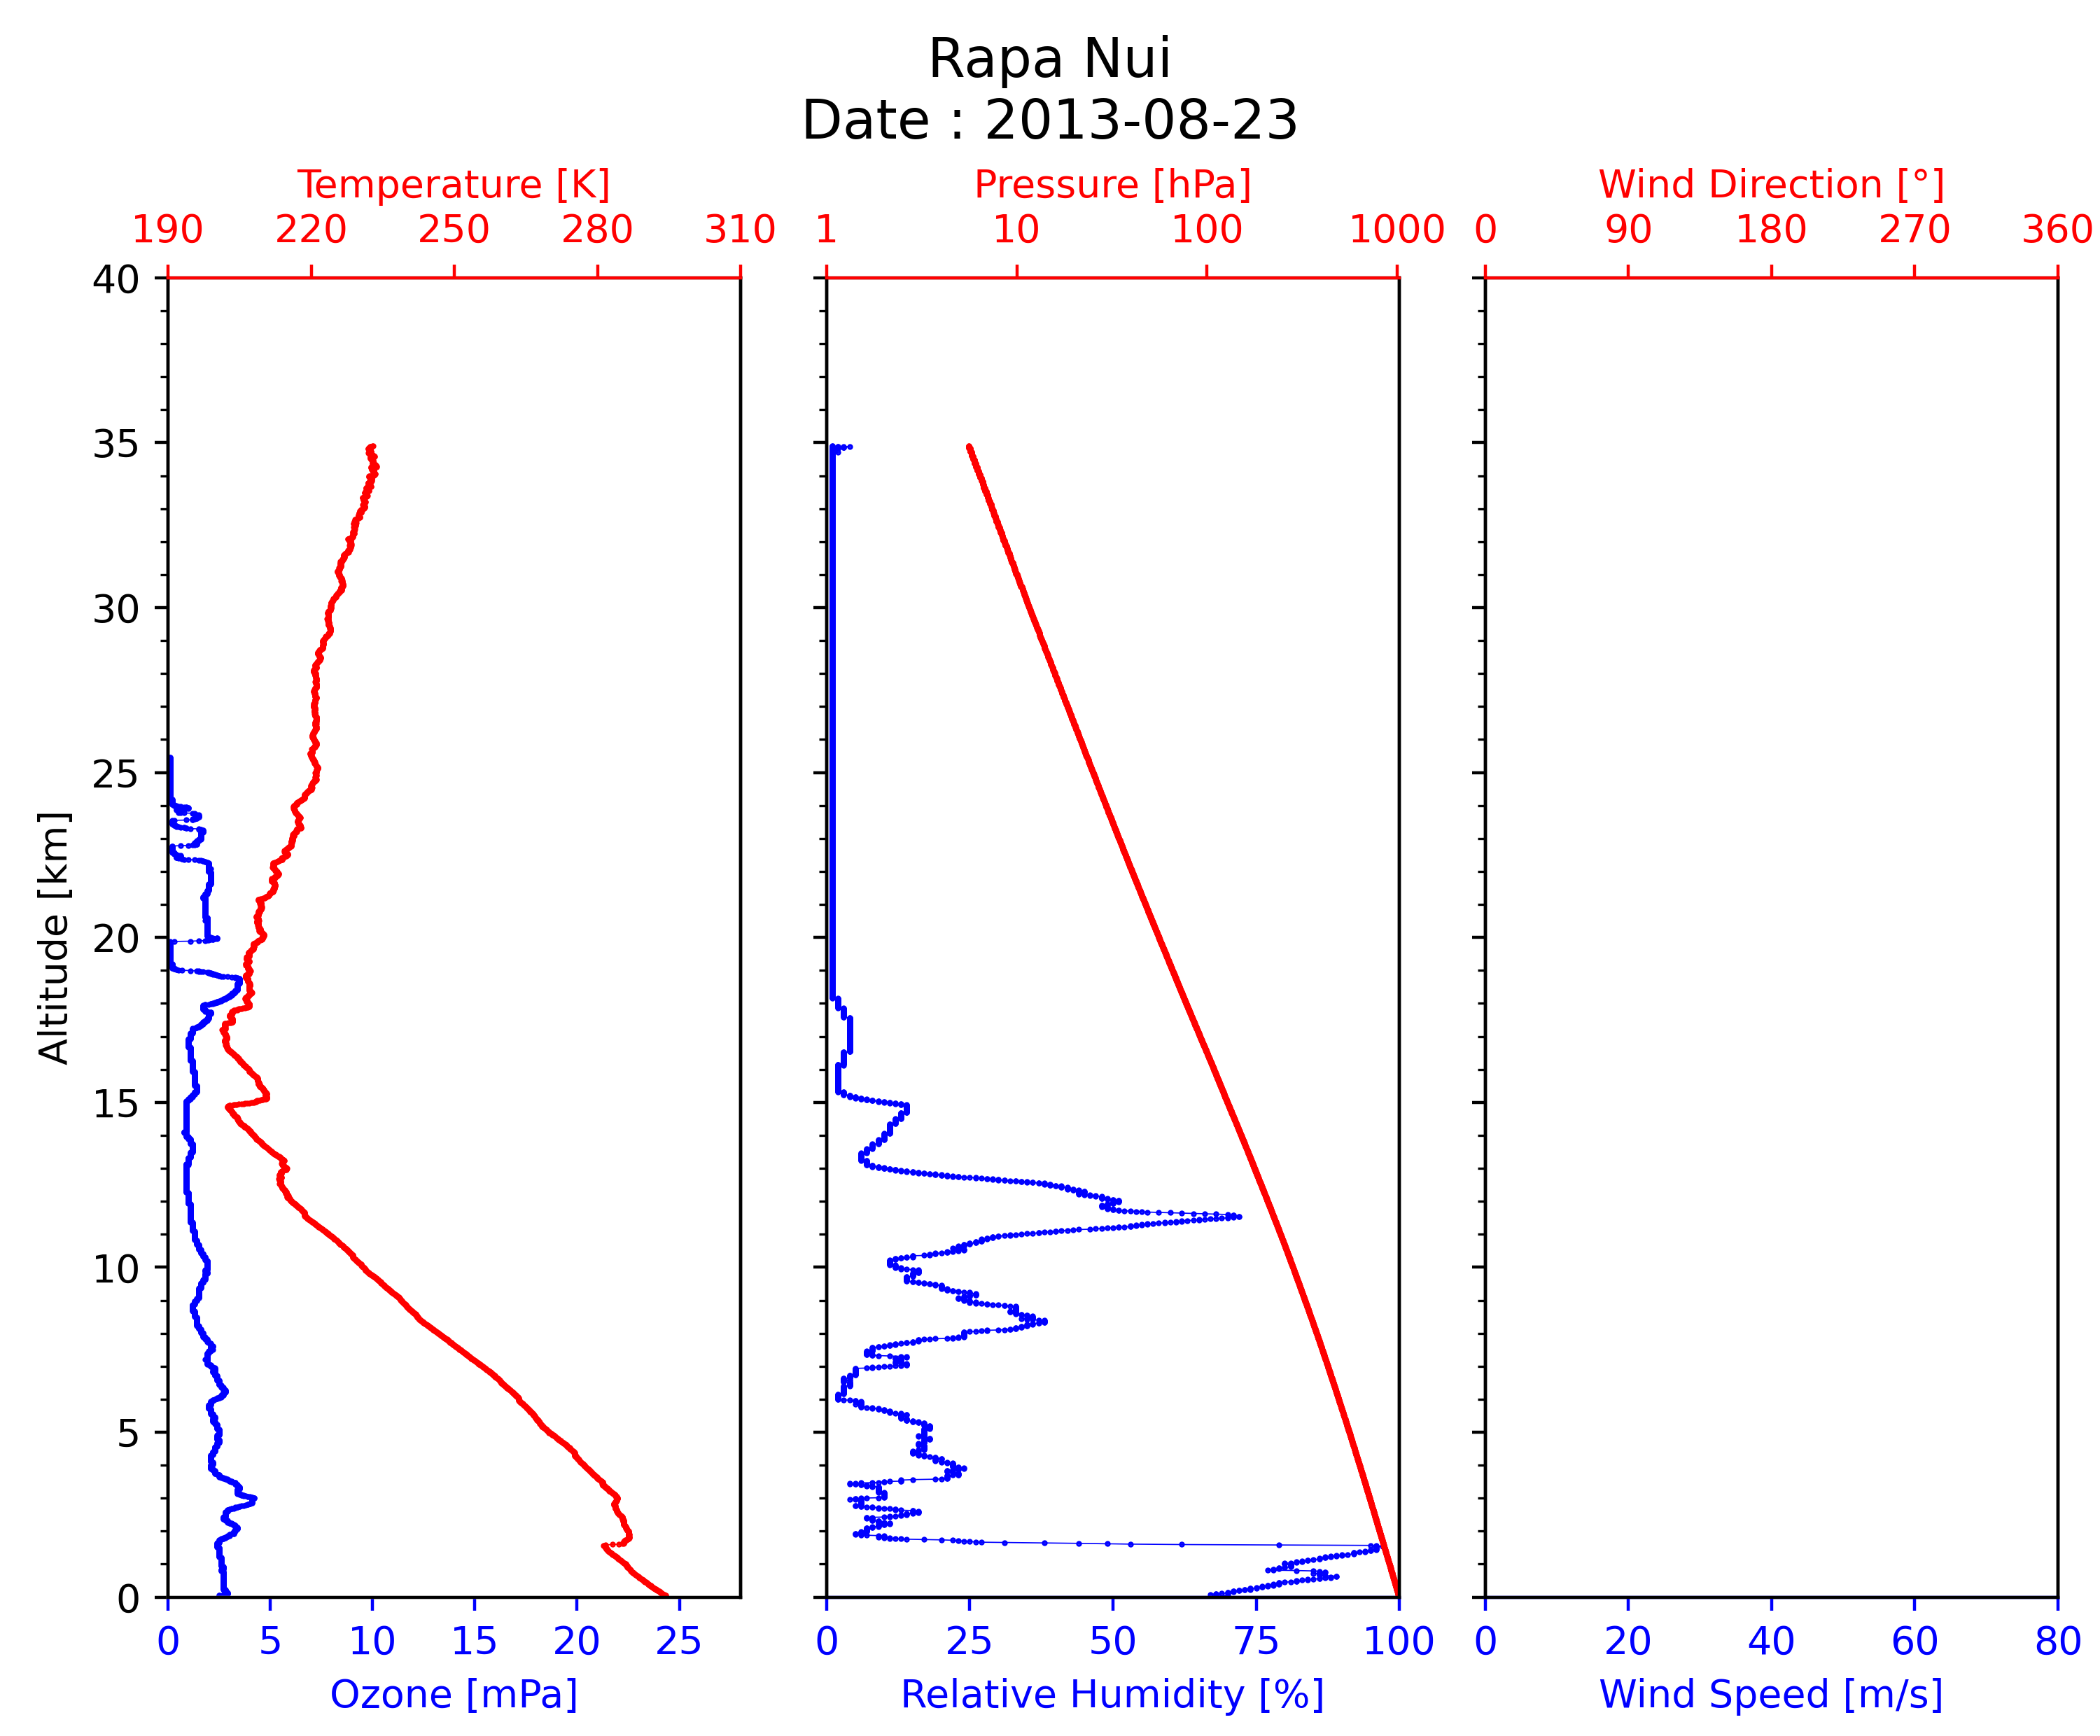 Rapa Nui
Date : 2013-08-23
Temperature [K]
190 220 250 280 310
Pressure [hPa]
1 10 100 1000
Wind Direction [°]
0 90 180 270 360
Altitude [km]
40
35
30
25
20
15
10
5
0
0 5 10 15 20 25
Ozone [mPa]
0 25 50 75 100
Relative Humidity [%]
0 20 40 60 80
Wind Speed [m/s]